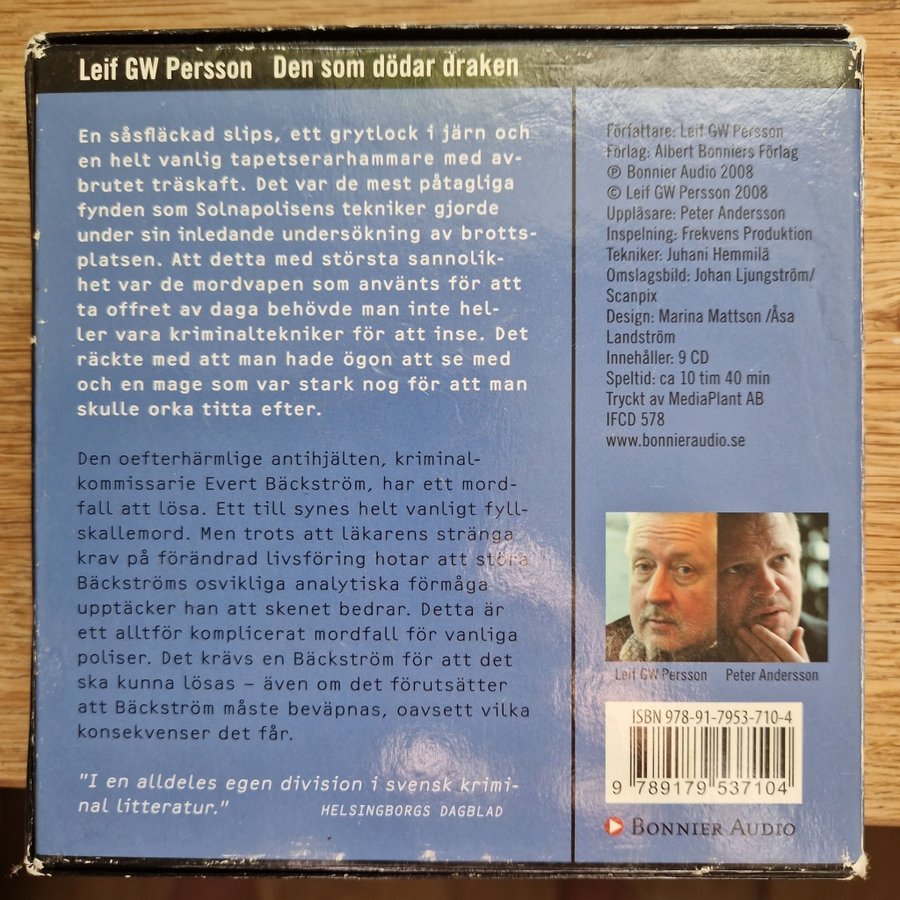 Leif GW Persson Den som dödar draken
En såsfläckad slips, ett grytlock i järn och
en helt vanlig tapetserarhammare med av-
brutet träskaft. Det var de mest påtagliga
fynden som Solnapolisens tekniker gjorde
under sin inledande undersökning av brotts-
platsen. Att detta med största sannolik-
het var de mordvapen som använts för att
ta offret av daga behövde man inte hel-
ler vara kriminaltekniker för att inse. Det
räckte med att man hade ögon att se med
och en mage som var stark nog för att man
skulle orka titta efter.
Den oefterhärmlige antihjälten, kriminal-
kommissarie Evert Bäckström, har ett mord-
fall att lösa. Ett till synes helt vanligt fyll-
skallemord. Men trots att läkarens stränga
krav på förändrad livsföring hotar att störa
Bäckströms osvikliga analytiska förmåga
upptäcker han att skenet bedrar. Detta är
ett alltför komplicerat mordfall för vanliga
poliser. Det krävs en Bäckström för att det
ska kunna lösas – även om det förutsätter
att Bäckström måste beväpnas, oavsett vilka
konsekvenser det får.
"I en alldeles egen division i svensk krimi-
nal litteratur."
HELSINGBORGS DAGBLAD
Författare: Leif GW Persson
Förlag: Albert Bonniers Förlag
℗ Bonnier Audio 2008
© Leif GW Persson 2008
Uppläsare: Peter Andersson
Inspelning: Frekvens Produktion
Tekniker: Juhani Hemmilä
Omslagsbild: Johan Ljungström/
Scanpix
Design: Marina Mattson /Åsa
Landström
Innehåller: 9 CD
Speltid: ca 10 tim 40 min
Tryckt av MediaPlant AB
IFCD 578
www.bonnieraudio.se
Leif GW Persson Peter Andersson
ISBN 978-91-7953-710-4
9 789179 537104
BONNIER AUDIO